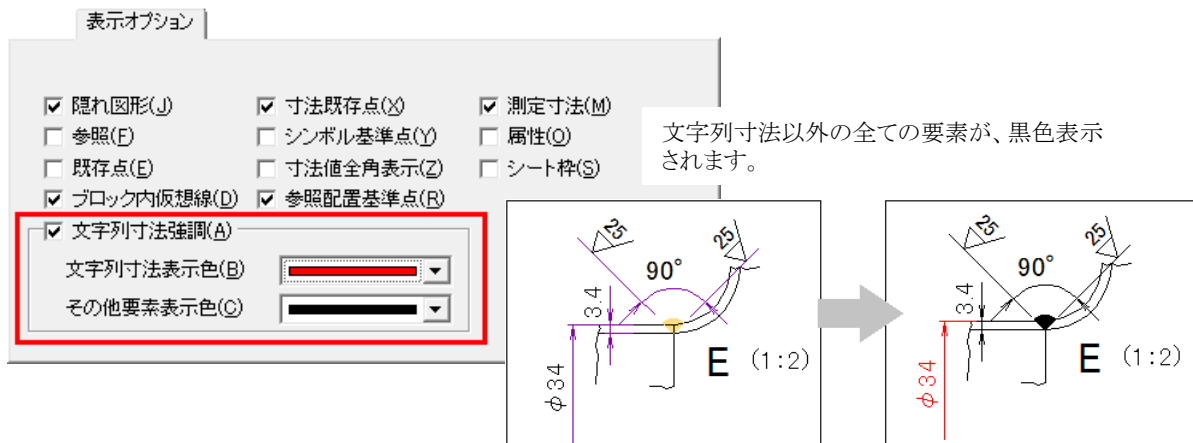 表示オプション
隠れ図形(J)
寸法既存点(X)
測定寸法(M)
参照(F)
シンボル基準点(Y)
属性(O)
既存点(E)
寸法値全角表示(Z)
シート枠(S)
ブロック内仮想線(D)
参照配置基準点(R)
文字列寸法強調(A)
文字列寸法表示色(B)
その他要素表示色(C)
文字列寸法以外の全ての要素が、黒色表示
されます。
25
25
90°
3.4
E (1:2)
φ34
25
25
90°
3.4
E (1:2)
φ34